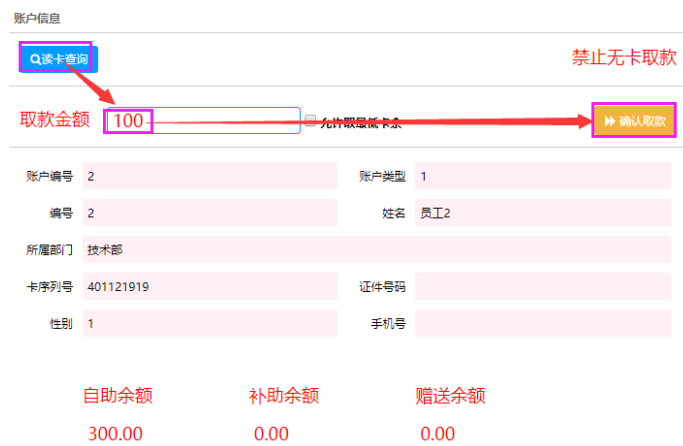 账户信息
读卡查询 禁止无卡取款
取款金额 100 允许取最低卡余 确认取款
账户编号 2 账户类型 1
编号 2 姓名 员工2
所属部门 技术部
卡序列号 401121919 证件号码
性别 1 手机号
自助余额 补助余额 赠送余额
300.00 0.00 0.00